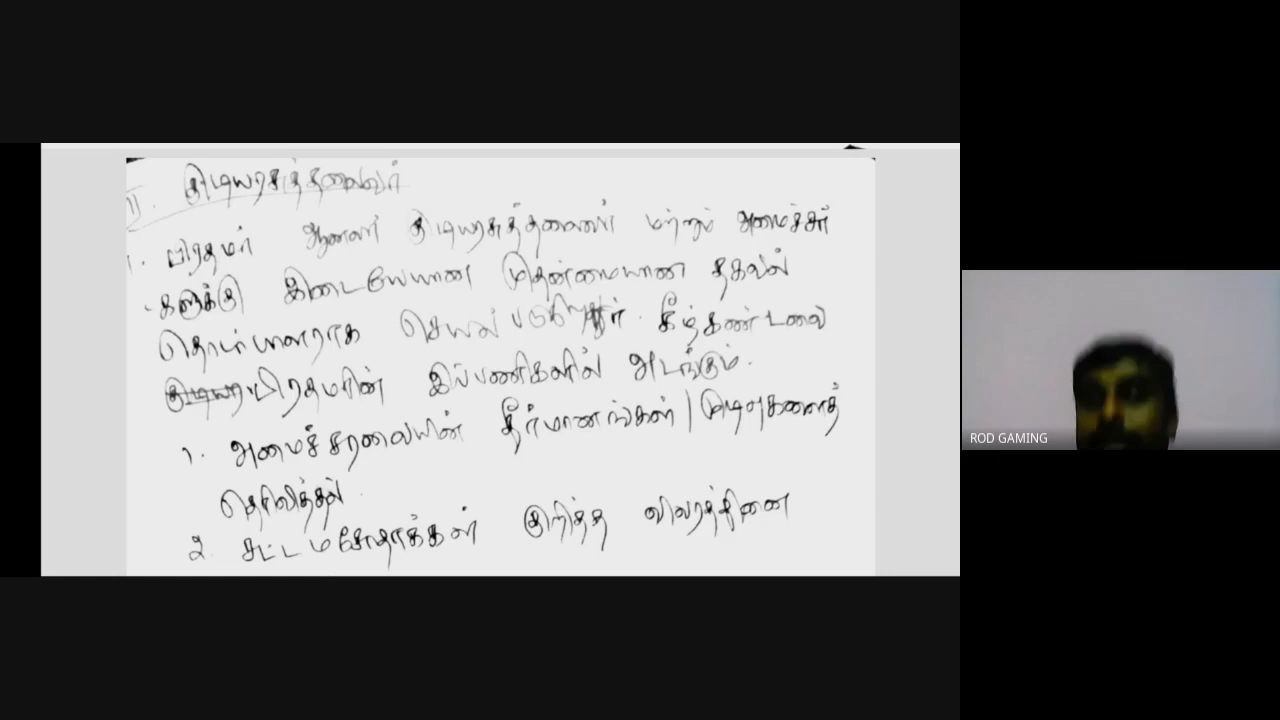 II. குடியரசுத்தலைவர்
1. பிரதமர் ஆனவர் குடியரசுத்தலைவர் மற்றும் அமைச்சர்
களுக்கு இடையேயான முதன்மையான தகவல்
தொடர்பாளராக செயல்படுகிறார். கீழ்கண்டவை
பிரதமரின் இப்பணிகளில் அடங்கும்.
1. அமைச்சரவையின் தீர்மானங்கள் / முடிவுகளைத்
தெரிவித்தல்.
2. சட்டமசோதாக்கள் குறித்த விவரத்தினை
ROD GAMING